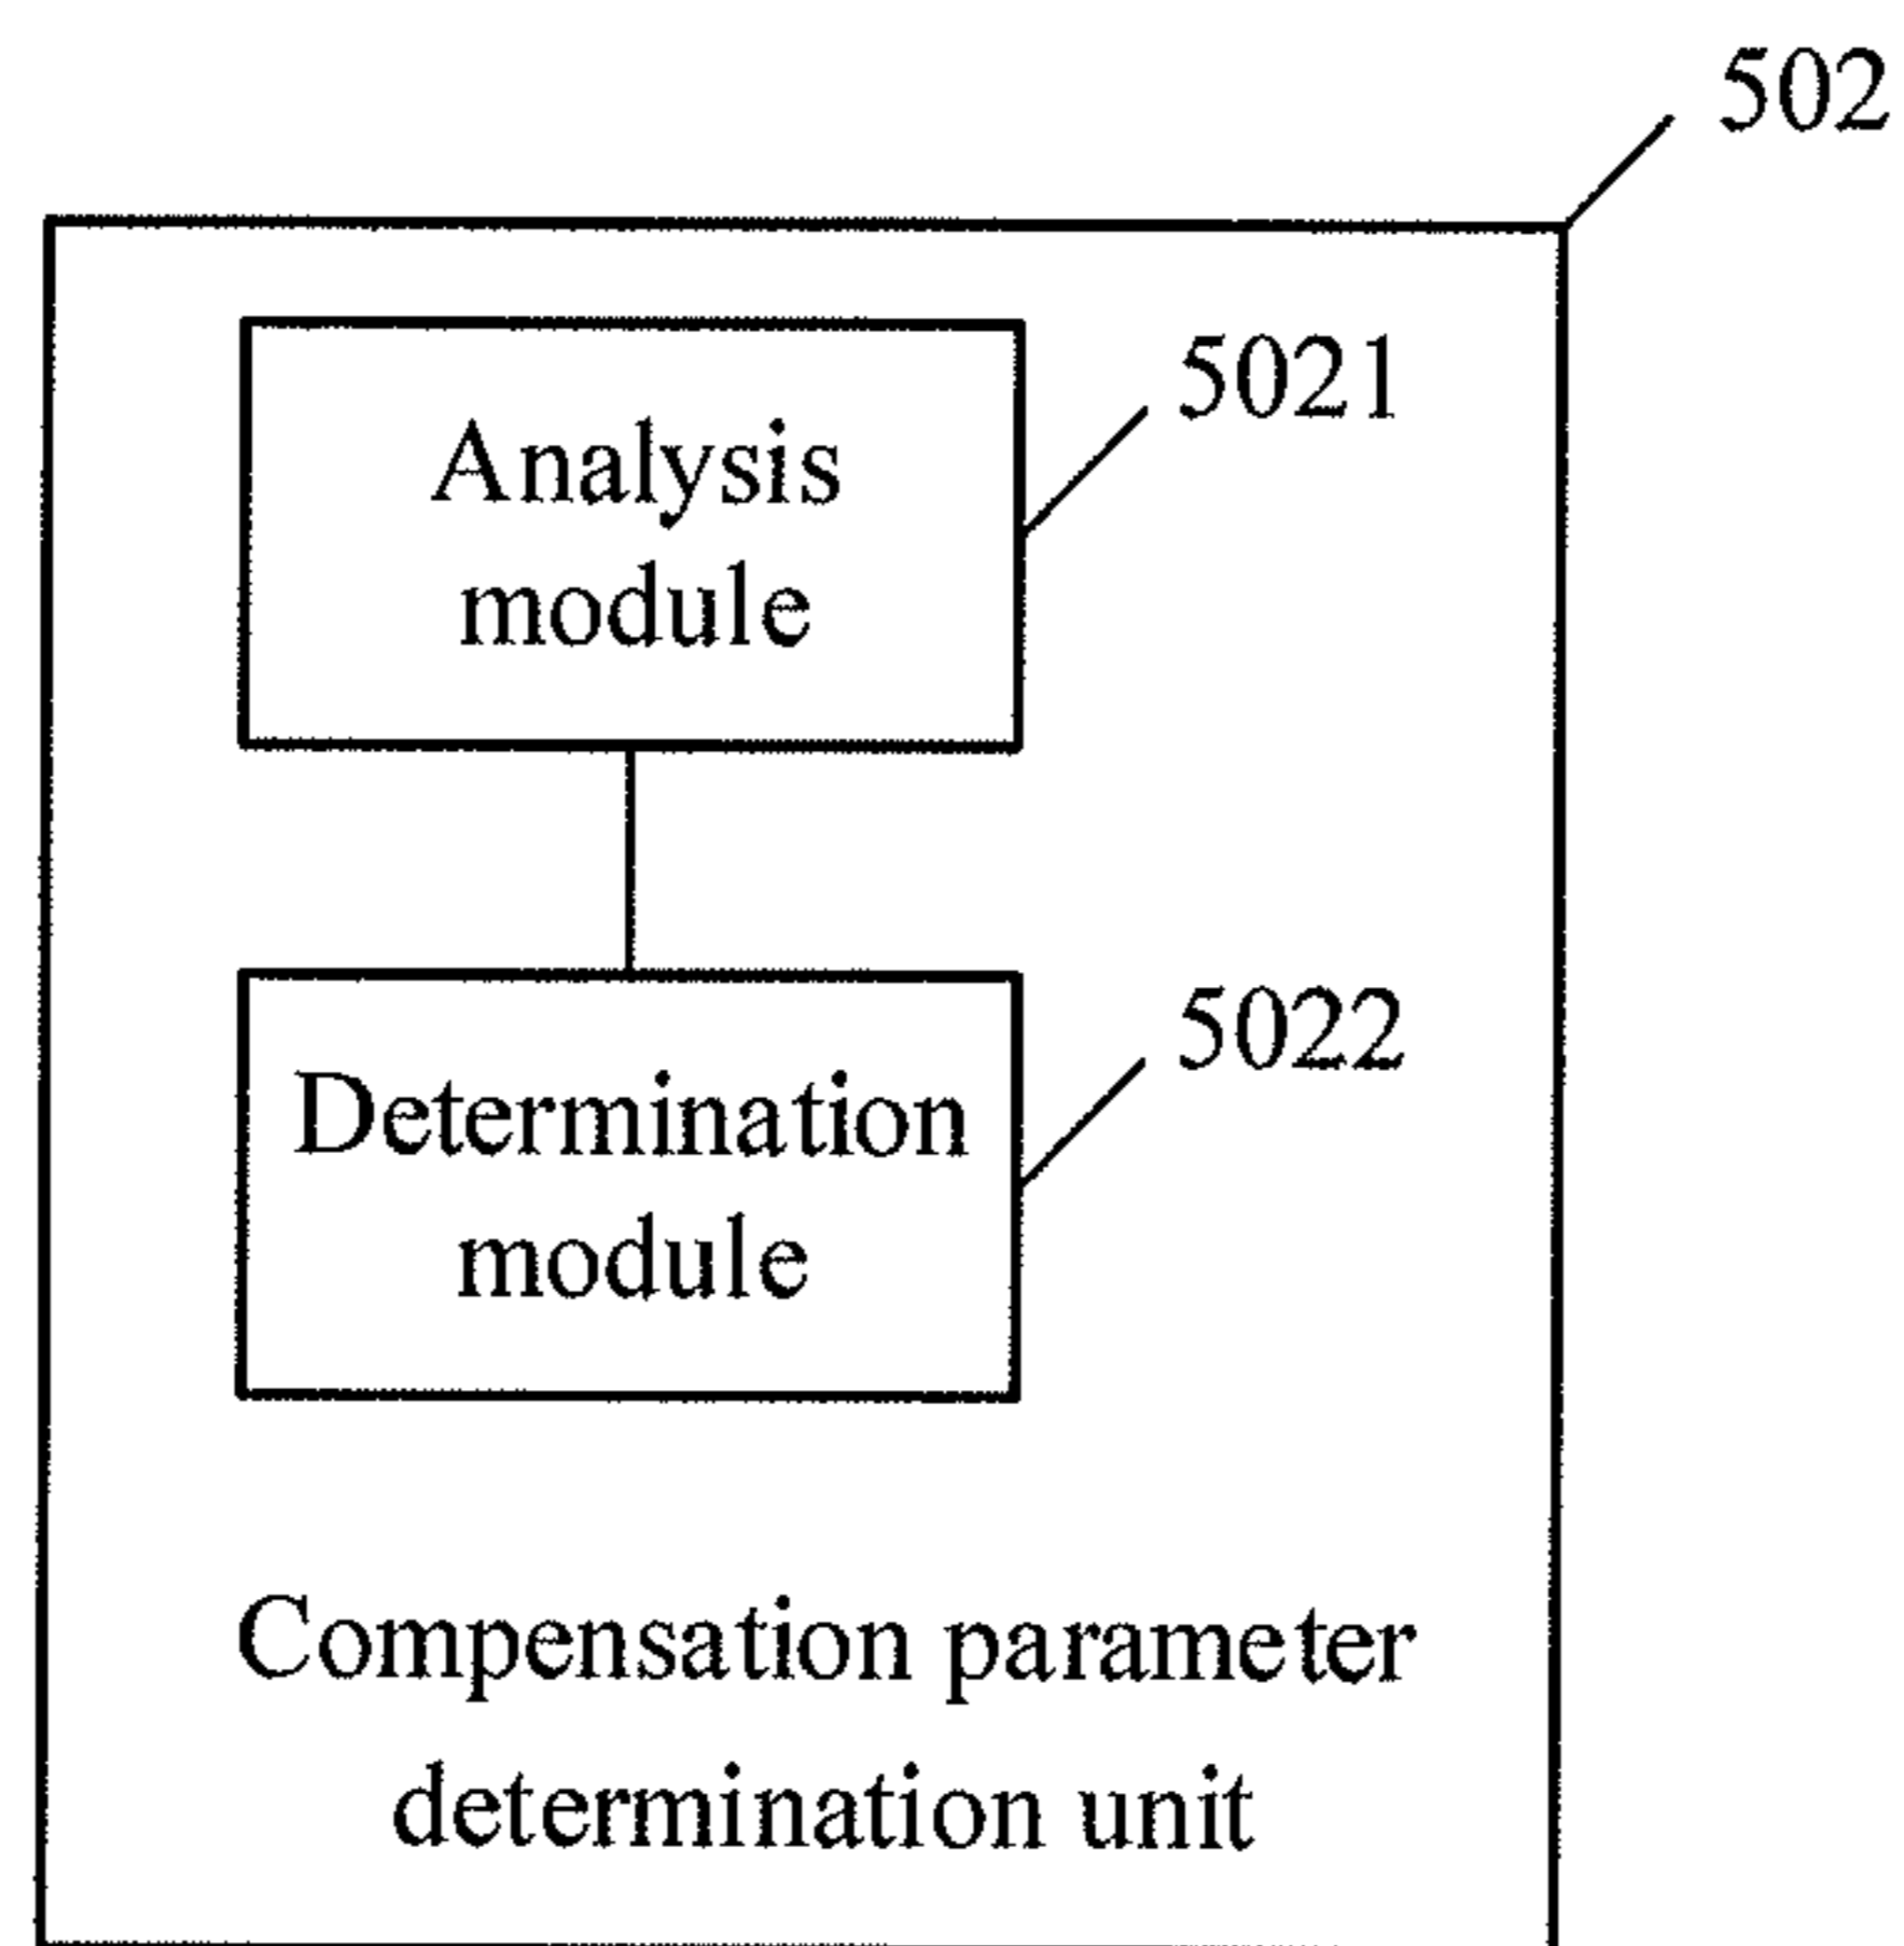 502
5021
Analysis
module
5022
Determination
module
Compensation parameter
determination unit